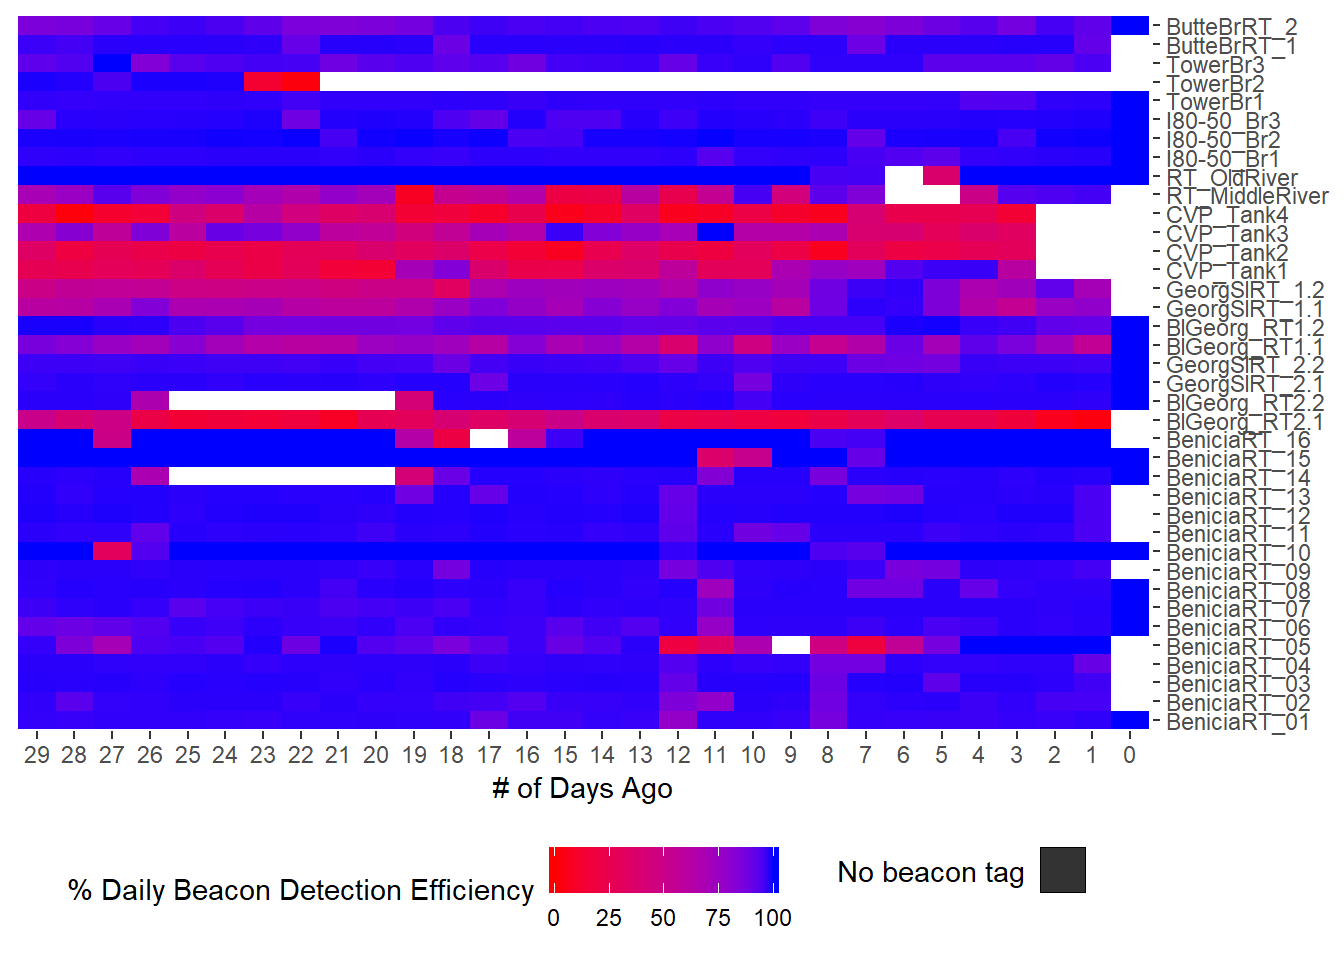 ButteBrRT_2
ButteBrRT_1
TowerBr3
TowerBr2
TowerBr1
I80-50_Br3
I80-50_Br2
I80-50_Br1
RT_OldRiver
RT_MiddleRiver
CVP_Tank4
CVP_Tank3
CVP_Tank2
CVP_Tank1
GeorgSlRT_1.2
GeorgSlRT_1.1
BlGeorg_RT1.2
BlGeorg_RT1.1
GeorgSlRT_2.2
GeorgSlRT_2.1
BlGeorg_RT2.2
BlGeorg_RT2.1
BeniciaRT_16
BeniciaRT_15
BeniciaRT_14
BeniciaRT_13
BeniciaRT_12
BeniciaRT_11
BeniciaRT_10
BeniciaRT_09
BeniciaRT_08
BeniciaRT_07
BeniciaRT_06
BeniciaRT_05
BeniciaRT_04
BeniciaRT_03
BeniciaRT_02
BeniciaRT_01
29 28 27 26 25 24 23 22 21 20 19 18 17 16 15 14 13 12 11 10 9 8 7 6 5 4 3 2 1 0
# of Days Ago
% Daily Beacon Detection Efficiency
0 25 50 75 100
No beacon tag